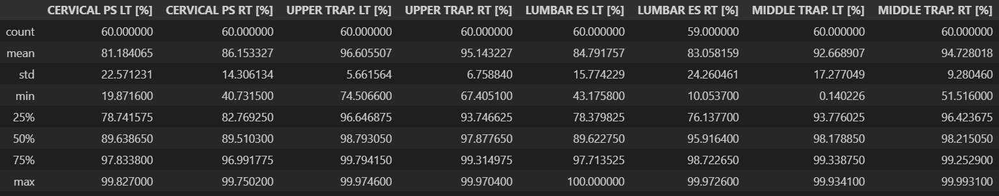 CERVICAL PS LT [%] CERVICAL PS RT [%] UPPER TRAP. LT [%] UPPER TRAP. RT [%] LUMBAR ES LT [%] LUMBAR ES RT [%] MIDDLE TRAP. LT [%] MIDDLE TRAP. RT [%]
count 60.000000 60.000000 60.000000 60.000000 60.000000 59.000000 60.000000 60.000000
mean 81.184065 86.153327 96.605507 95.143227 84.791757 83.058159 92.668907 94.728018
std 22.571231 14.306134 5.661564 6.758840 15.774229 24.260461 17.277049 9.280460
min 19.871600 40.731500 74.506600 67.405100 43.175800 10.053700 0.140226 51.516000
25% 78.741575 82.769250 96.646875 93.746625 78.379825 76.137700 93.776025 96.423675
50% 89.638650 89.510300 98.793050 97.877650 89.622750 95.916400 98.178850 98.215050
75% 97.833800 96.991775 99.794150 99.314975 97.713525 98.722650 99.338750 99.252900
max 99.827000 99.750200 99.974600 99.970400 100.000000 99.972600 99.934100 99.993100